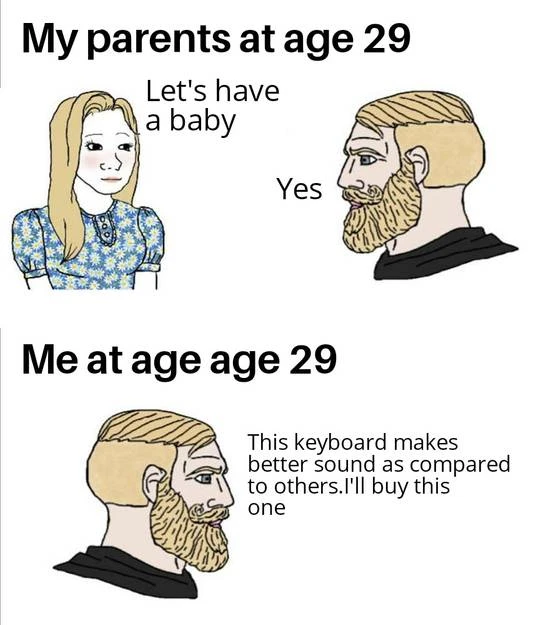 My parents at age 29
Let's have
a baby
Yes
Me at age age 29
This keyboard makes
better sound as compared
to others.I'll buy this
one